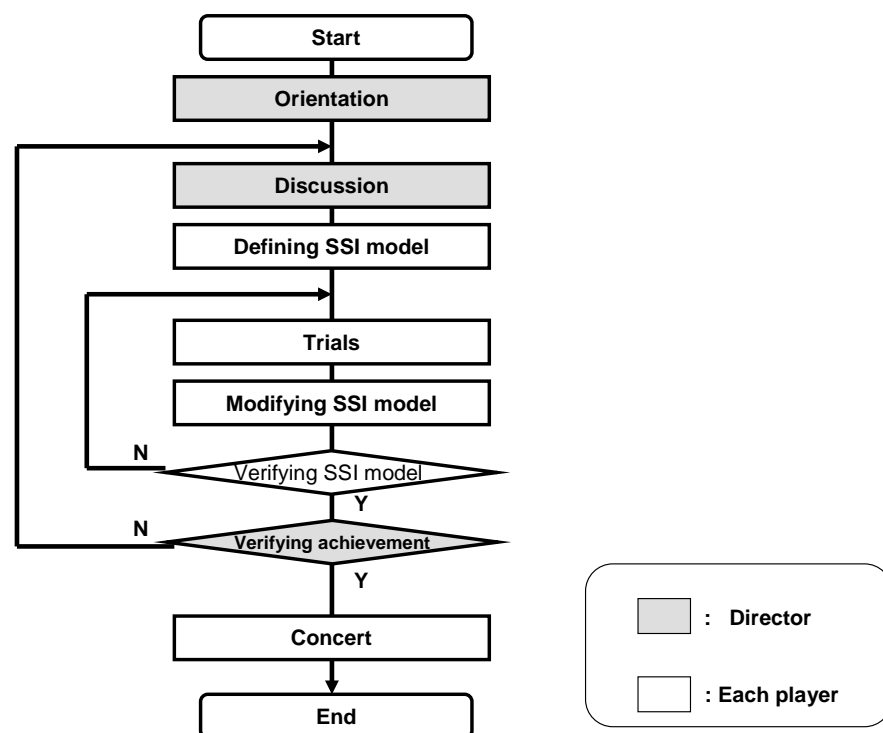 Start
Orientation
Discussion
Defining SSI model
Trials
Modifying SSI model
N
Verifying SSI model
Y
N
Verifying achievement
Y
Concert
End
: Director
: Each player